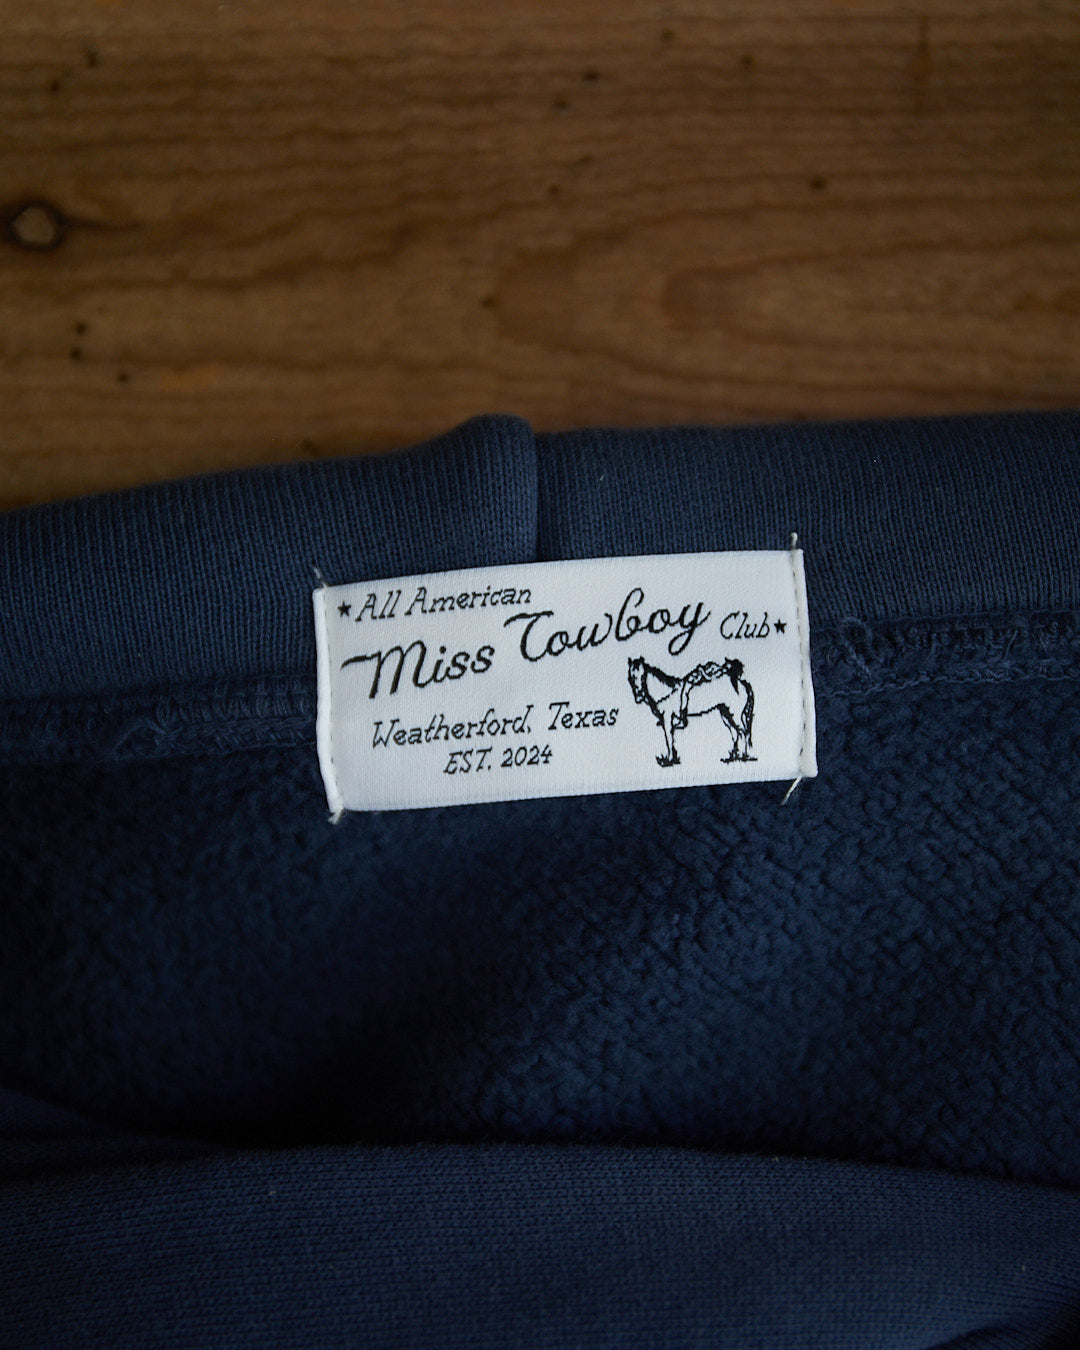 ★All American
Miss Cowboy Club★
Weatherford, Texas
EST. 2024